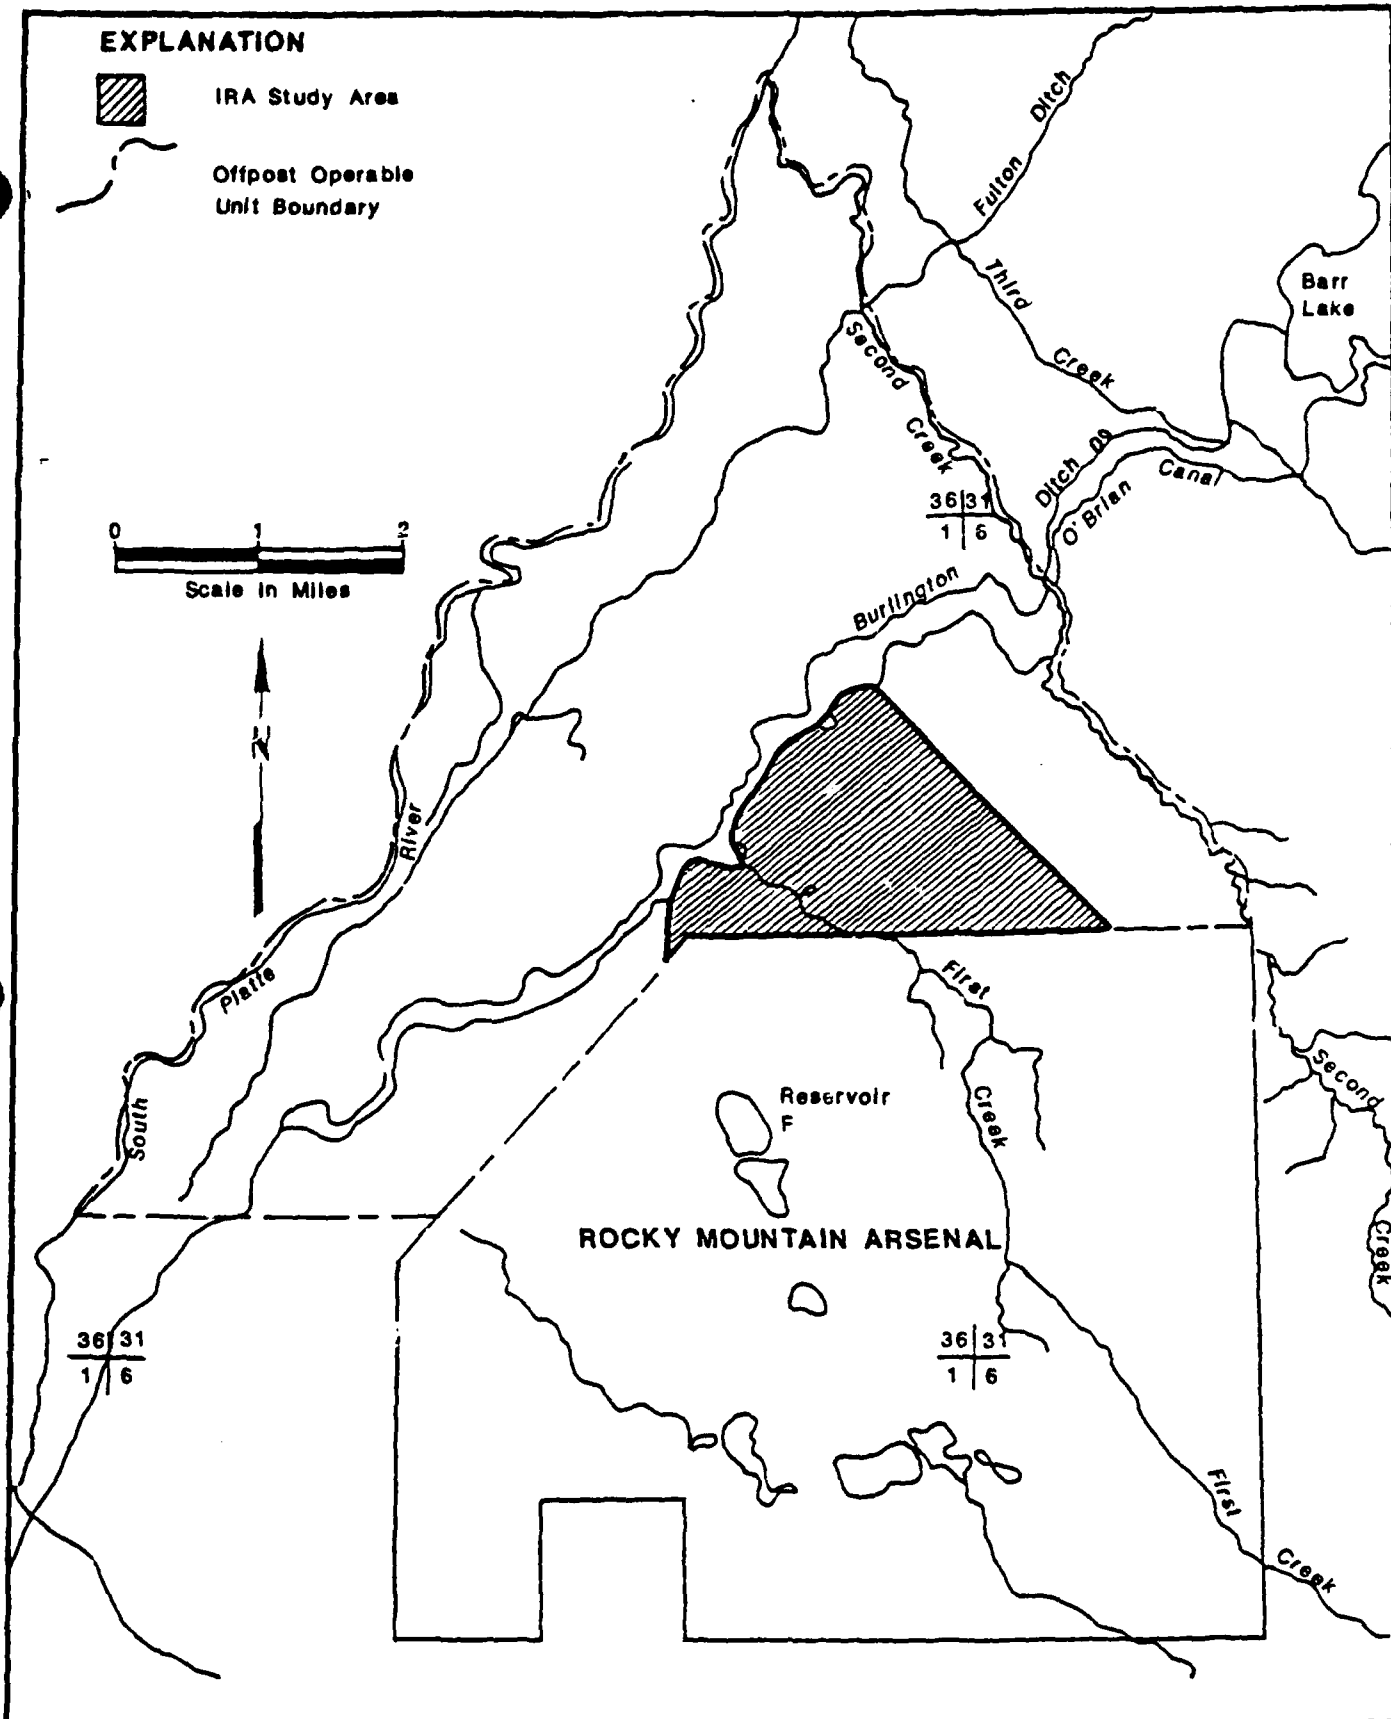 EXPLANATION
IRA Study Area
Offpost Operable
Unit Boundary
Fulton Ditch
Third Creek
Barr
Lake
Second Creek
Ditch
O'Brian Canal
36 31
1 6
0 1
Scale in Miles
N
Burlington
South Platte River
First Creek
Reservoir
F
ROCKY MOUNTAIN ARSENAL
Second Creek
36 31
1 6
36 31
1 6
First Creek